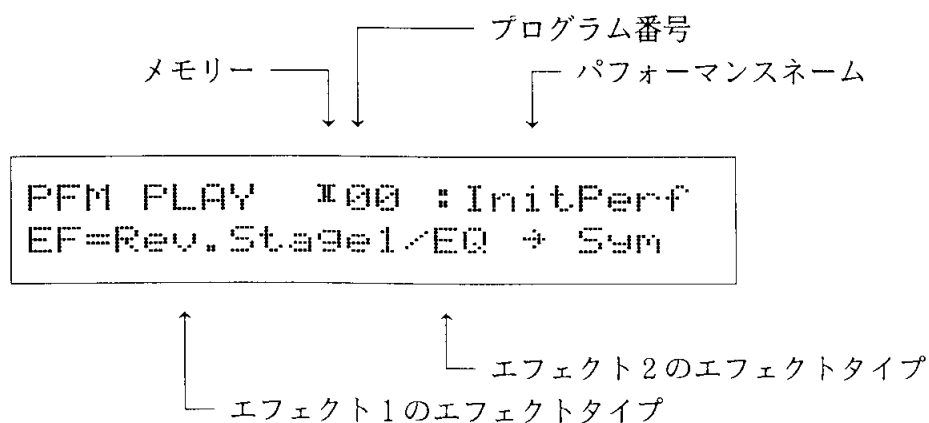 プログラム番号
メモリー
パフォーマンスネーム
PFM PLAY I00 :InitPerf
EF=Rev.Stage1/EQ → Sym
エフェクト2のエフェクトタイプ
エフェクト1のエフェクトタイプ